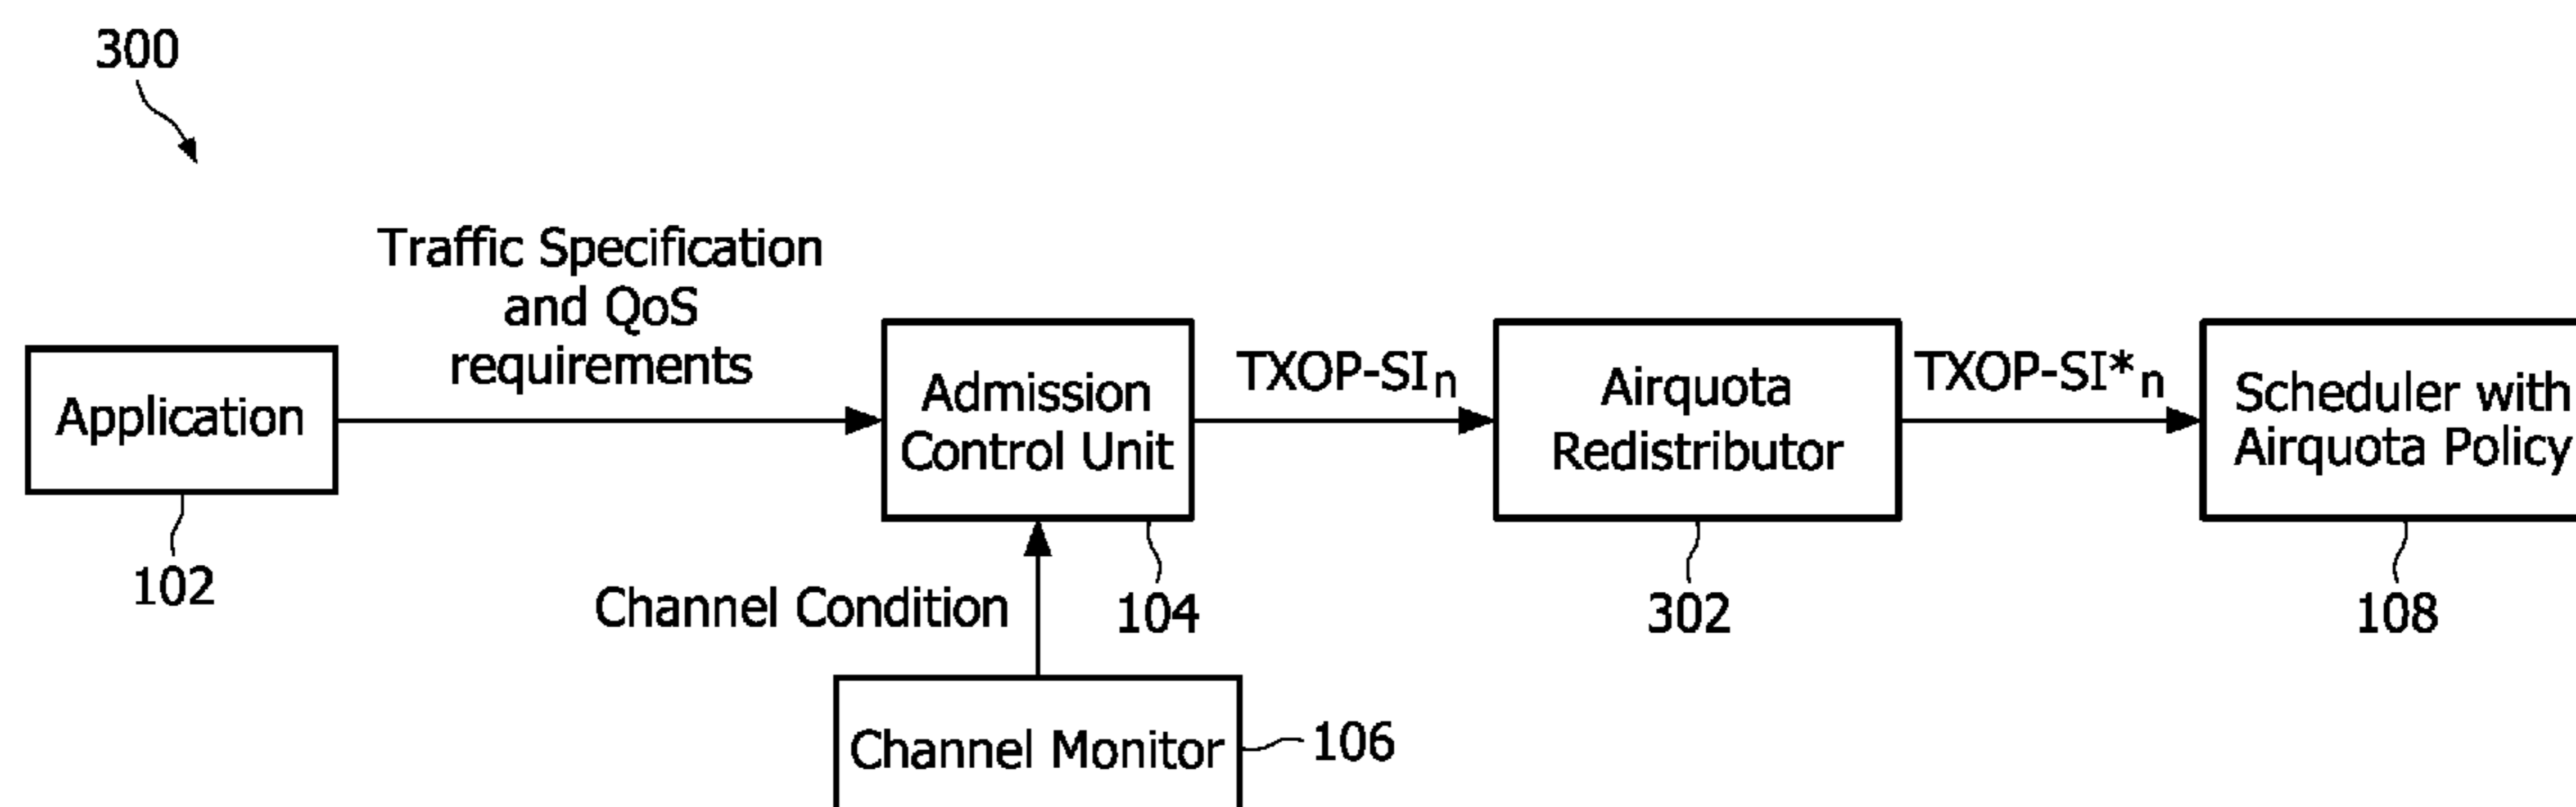 300
Traffic Specification
and QoS
requirements
Application
102
Admission
Control Unit
104
Channel Condition
Channel Monitor
106
TXOP-SIn
Airquota
Redistributor
302
TXOP-SI*n
Scheduler with
Airquota Policy
108